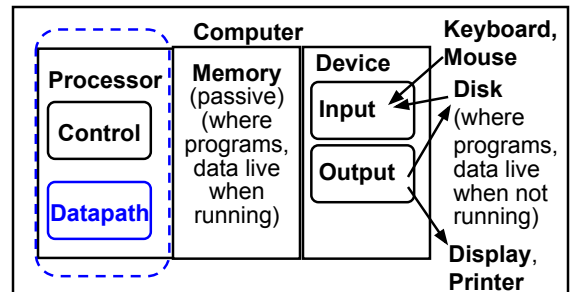 Computer
Processor
Control
Datapath
Memory
(passive)
(where
programs,
data live
when
running)
Device
Input
Output
Keyboard,
Mouse
Disk
(where
programs,
data live
when not
running)
Display,
Printer